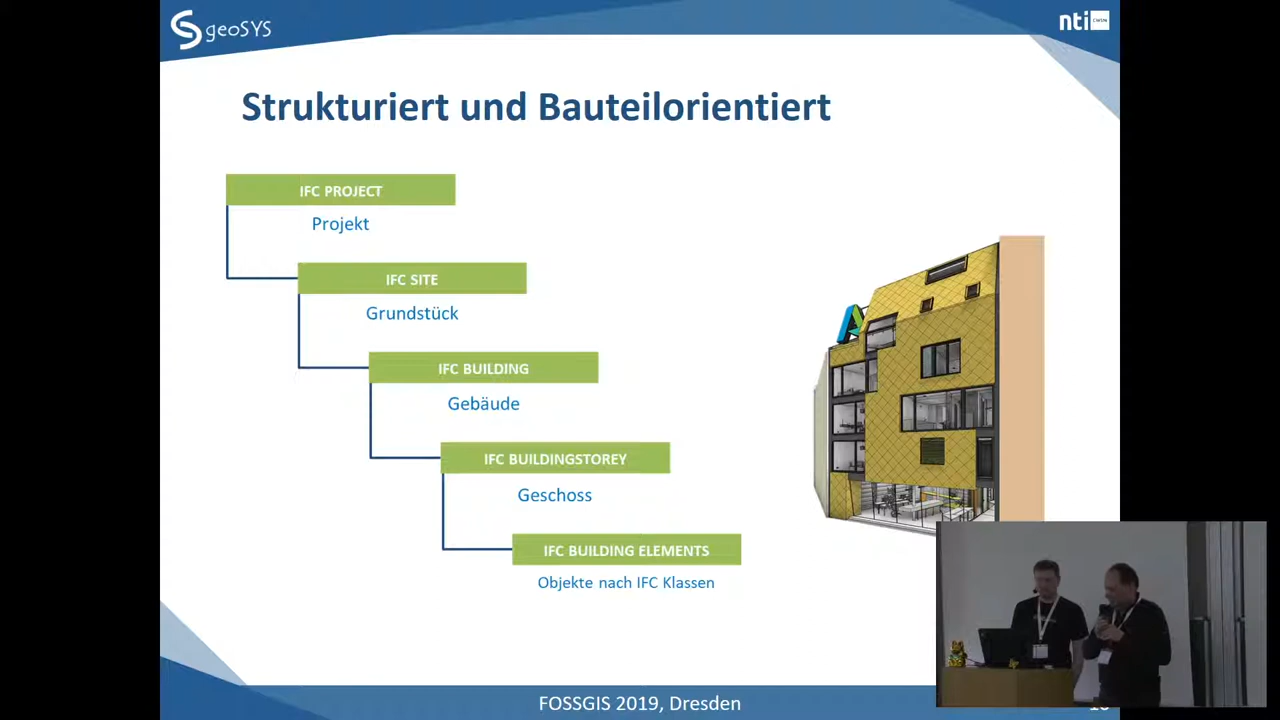 geoSYS
nti
Strukturiert und Bauteilorientiert
IFC PROJECT
Projekt
IFC SITE
Grundstück
IFC BUILDING
Gebäude
IFC BUILDINGSTOREY
Geschoss
IFC BUILDING ELEMENTS
Objekte nach IFC Klassen
FOSSGIS 2019, Dresden